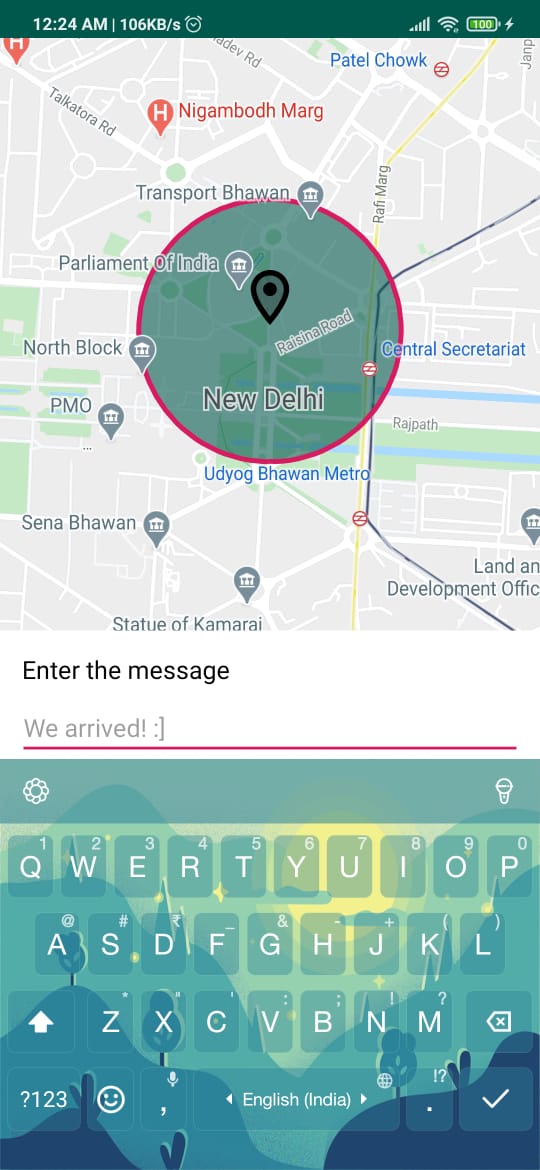 12:24 AM | 106KB/s
100
H
adev Rd
Patel Chowk
Janp
Talkatora Rd
H Nigambodh Marg
Transport Bhawan
Rafi Marg
Parliament Of India
Raisina Road
North Block
Central Secretariat
New Delhi
PMO
...
Rajpath
Udyog Bhawan Metro
Sena Bhawan
Land an
Development Offic
Statue of Kamaraj
Enter the message
We arrived! :]
1 2 3 4 5 6 7 8 9 0
Q W E R T Y U I O P
@ # ₹ _ & - + ( )
A S D F G H J K L
* " ' : ; ! ?
Z X C V B N M
!?
?123 , English (India) .